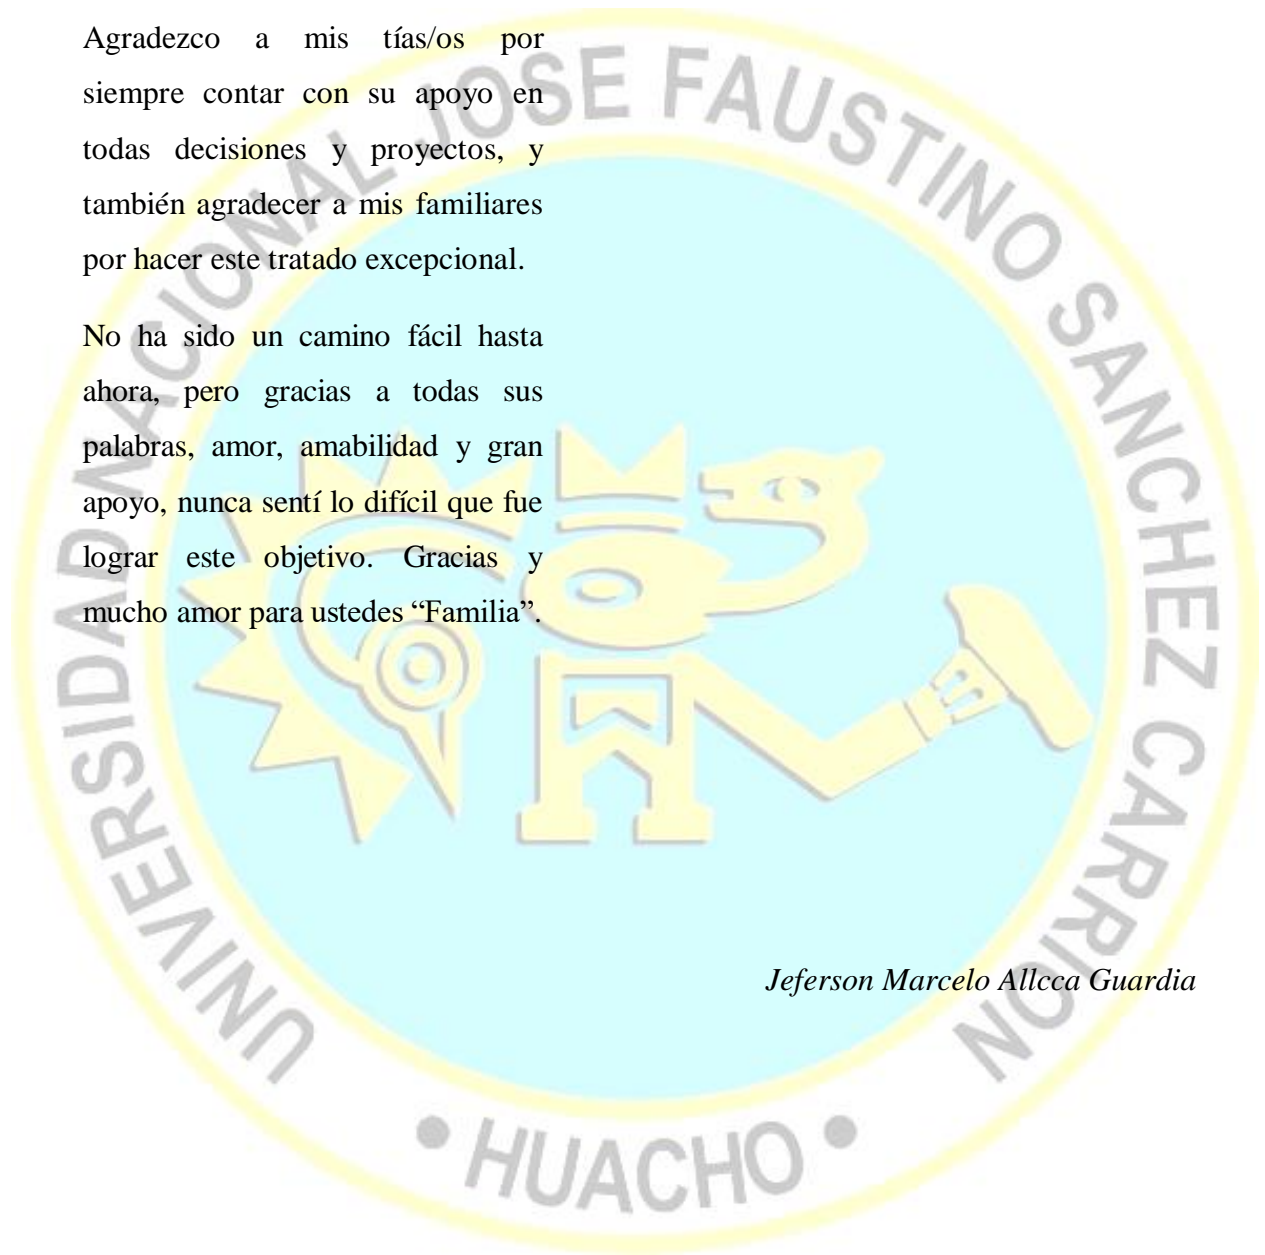 Agradezco a mis tías/os por
siempre contar con su apoyo en
todas decisiones y proyectos, y
también agradecer a mis familiares
por hacer este tratado excepcional.
No ha sido un camino fácil hasta
ahora, pero gracias a todas sus
palabras, amor, amabilidad y gran
apoyo, nunca sentí lo difícil que fue
lograr este objetivo. Gracias y
mucho amor para ustedes “Familia”.
Jeferson Marcelo Allcca Guardia
UNIVERSIDAD NACIONAL JOSE FAUSTINO SANCHEZ CARRION
• HUACHO •